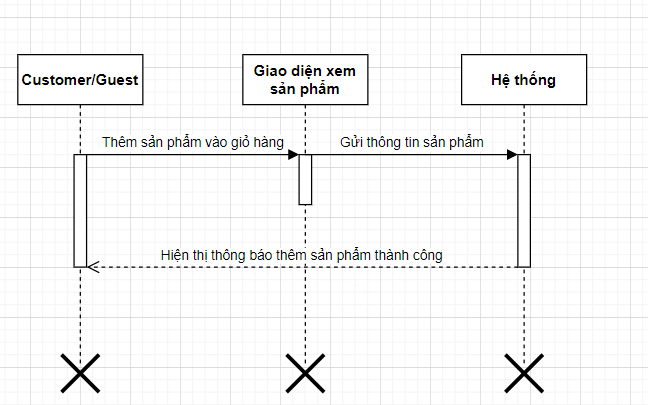 Customer/Guest
Giao diện xem
sản phẩm
Hệ thống
Thêm sản phẩm vào giỏ hàng
Gửi thông tin sản phẩm
Hiện thị thông báo thêm sản phẩm thành công